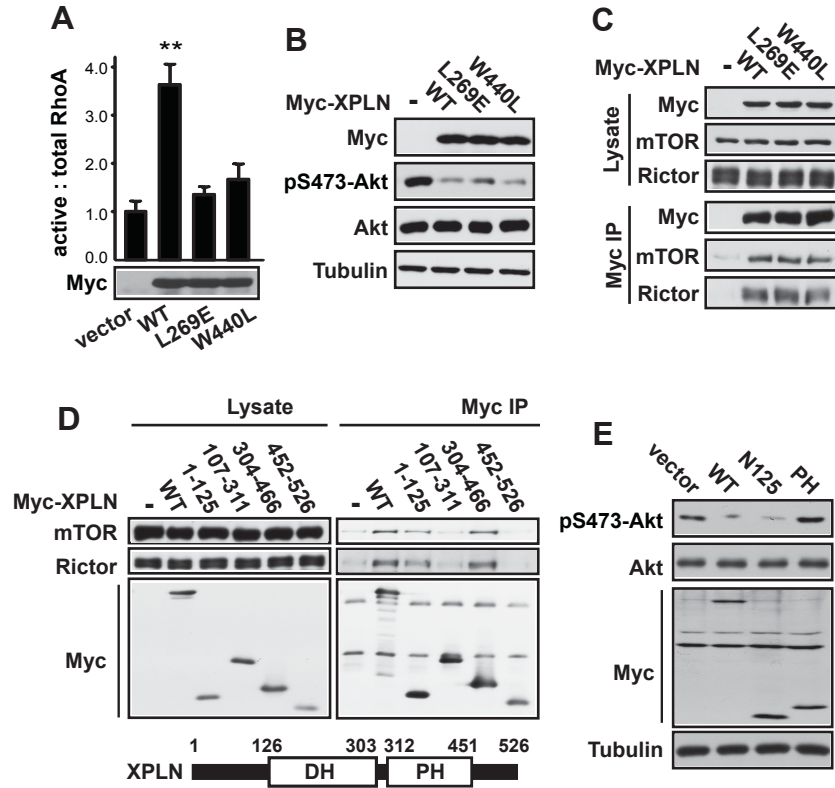 A
**
active : total RhoA
4.0
3.0
2.0
1.0
0.0
Myc
vector WT L269E W440L
B
Myc-XPLN - WT L269E W440L
Myc
pS473-Akt
Akt
Tubulin
C
Myc-XPLN - WT L269E W440L
Lysate
Myc
mTOR
Rictor
Myc IP
Myc
mTOR
Rictor
D
Lysate Myc IP
Myc-XPLN - WT 1-125 107-311 304-466 452-526 - WT 1-125 107-311 304-466 452-526
mTOR
Rictor
Myc
1 126 303 312 451 526
XPLN DH PH
E
vector WT N125 PH
pS473-Akt
Akt
Myc
Tubulin